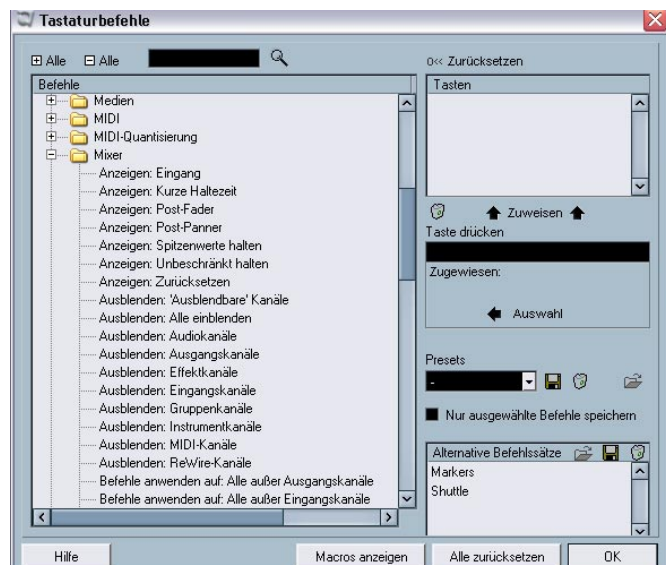 Tastaturbefehle
Alle Alle
Befehle
Medien
MIDI
MIDI-Quantisierung
Mixer
Anzeigen: Eingang
Anzeigen: Kurze Haltezeit
Anzeigen: Post-Fader
Anzeigen: Post-Panner
Anzeigen: Spitzenwerte halten
Anzeigen: Unbeschränkt halten
Anzeigen: Zurücksetzen
Ausblenden: 'Ausblendbare' Kanäle
Ausblenden: Alle einblenden
Ausblenden: Audiokanäle
Ausblenden: Ausgangskanäle
Ausblenden: Effektkanäle
Ausblenden: Eingangskanäle
Ausblenden: Gruppenkanäle
Ausblenden: Instrumentkanäle
Ausblenden: MIDI-Kanäle
Ausblenden: ReWire-Kanäle
Befehle anwenden auf: Alle außer Ausgangskanäle
Befehle anwenden auf: Alle außer Eingangskanäle
0<< Zurücksetzen
Tasten
Zuweisen
Taste drücken
Zugewiesen:
Auswahl
Presets
-
Nur ausgewählte Befehle speichern
Alternative Befehlssätze
Markers
Shuttle
Hilfe
Macros anzeigen
Alle zurücksetzen
OK